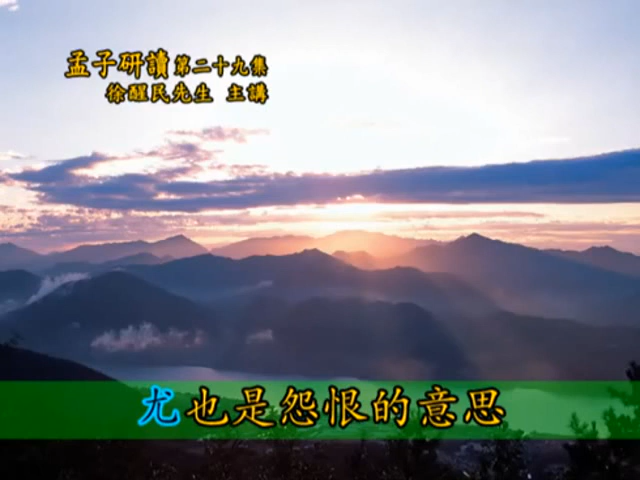 孟子研讀第二十九集
徐醒民先生 主講
尤也是怨恨的意思